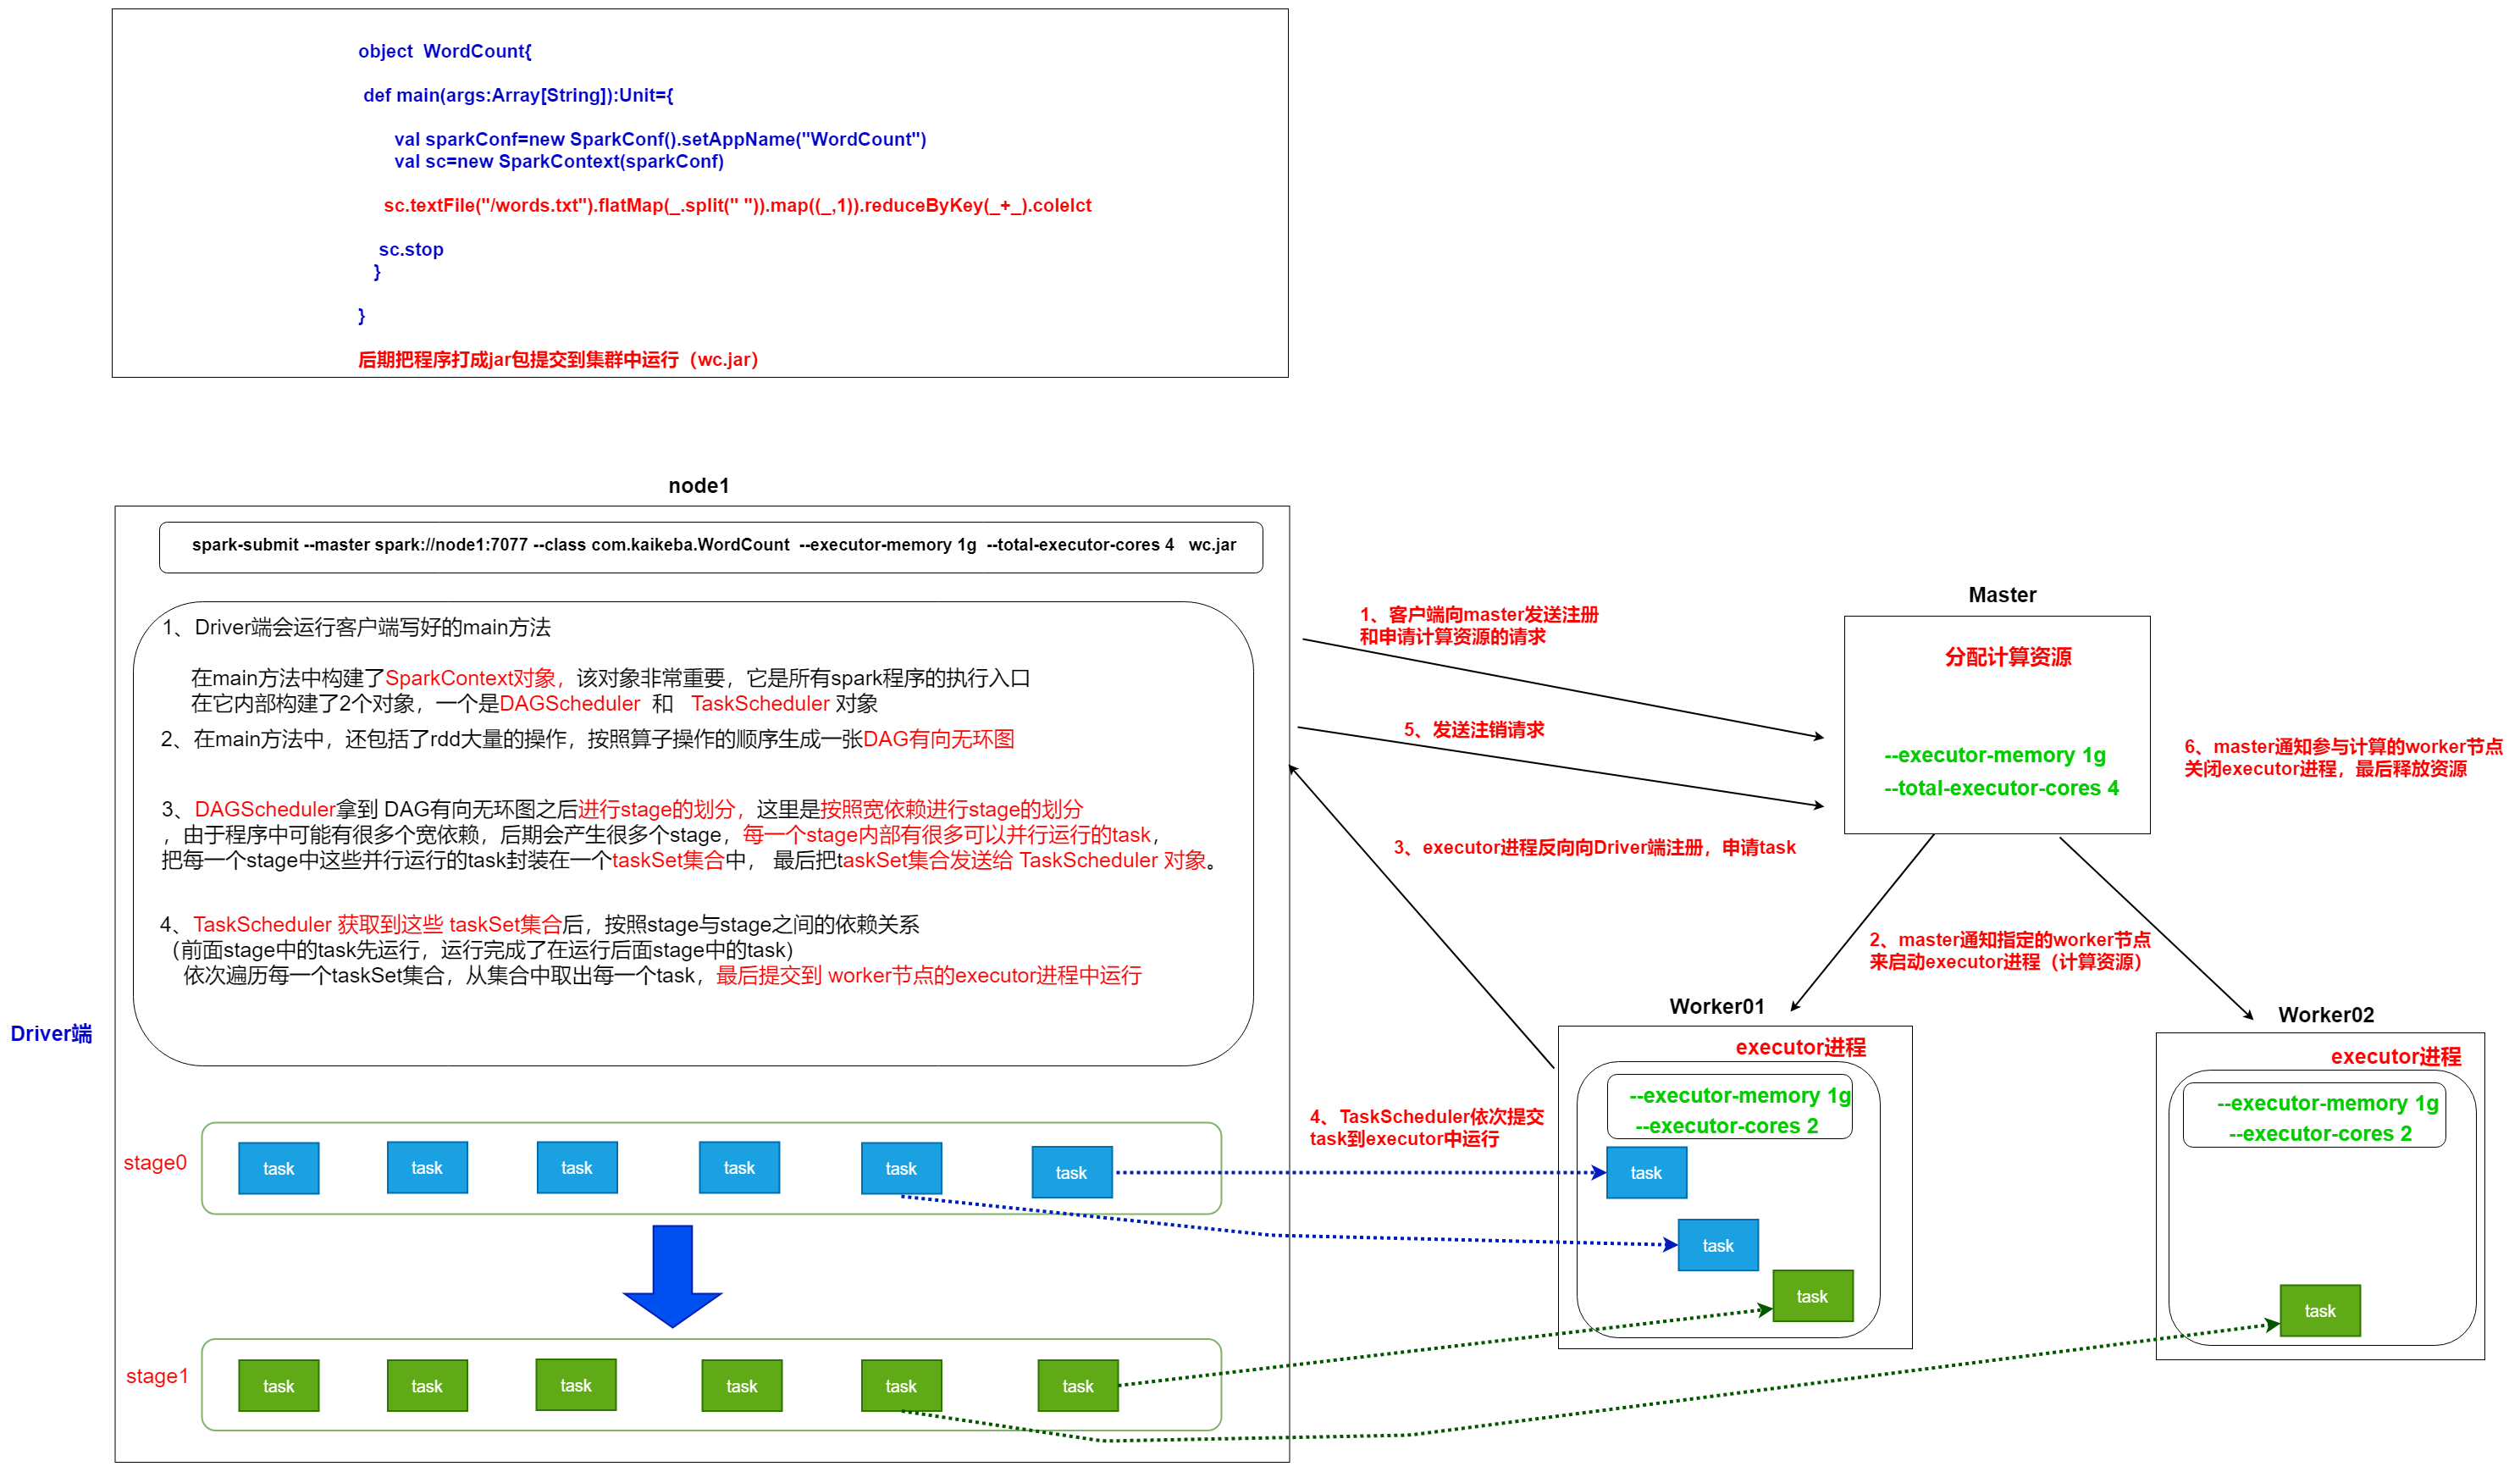 object  WordCount{
def main(args:Array[String]):Unit={
val sparkConf=new SparkConf().setAppName("WordCount")
val sc=new SparkContext(sparkConf)
sc.textFile("/words.txt").flatMap(_.split(" ")).map((_,1)).reduceByKey(_+_).colelct
sc.stop
}
}
后期把程序打成jar包提交到集群中运行（wc.jar）
node1
spark-submit --master spark://node1:7077 --class com.kaikeba.WordCount  --executor-memory 1g  --total-executor-cores 4   wc.jar
1、Driver端会运行客户端写好的main方法
在main方法中构建了SparkContext对象，该对象非常重要，它是所有spark程序的执行入口
在它内部构建了2个对象，一个是DAGScheduler  和   TaskScheduler 对象
2、在main方法中，还包括了rdd大量的操作，按照算子操作的顺序生成一张DAG有向无环图
3、DAGScheduler拿到 DAG有向无环图之后进行stage的划分，这里是按照宽依赖进行stage的划分
，由于程序中可能有很多个宽依赖，后期会产生很多个stage，每一个stage内部有很多可以并行运行的task，
把每一个stage中这些并行运行的task封装在一个taskSet集合中， 最后把taskSet集合发送给 TaskScheduler 对象。
4、TaskScheduler 获取到这些 taskSet集合后，按照stage与stage之间的依赖关系
（前面stage中的task先运行，运行完成了在运行后面stage中的task）
依次遍历每一个taskSet集合，从集合中取出每一个task，最后提交到 worker节点的executor进程中运行
Driver端
stage0
task
task
task
task
task
task
stage1
task
task
task
task
task
task
1、客户端向master发送注册
和申请计算资源的请求
5、发送注销请求
3、executor进程反向向Driver端注册，申请task
4、TaskScheduler依次提交
task到executor中运行
Master
分配计算资源
--executor-memory 1g
--total-executor-cores 4
6、master通知参与计算的worker节点
关闭executor进程，最后释放资源
2、master通知指定的worker节点
来启动executor进程（计算资源）
Worker01
executor进程
--executor-memory 1g
--executor-cores 2
task
task
task
Worker02
executor进程
--executor-memory 1g
--executor-cores 2
task